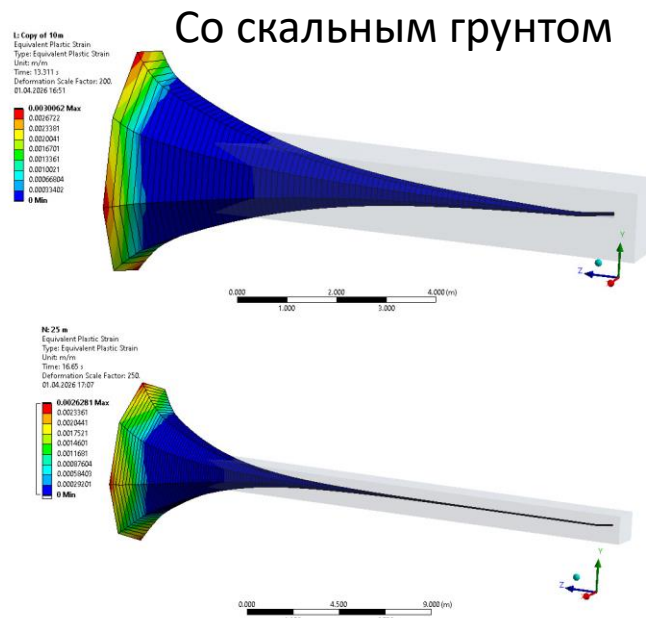 Со скальным грунтом
L: Copy of 10m
Equivalent Plastic Strain
Type: Equivalent Plastic Strain
Unit: m/m
Time: 13.311 s
Deformation Scale Factor: 200.
01.04.2026 16:51
0.0030062 Max
0.0026722
0.0023381
0.0020041
0.0016701
0.0013361
0.0010021
0.00066804
0.00033402
0 Min
Y
Z
0.000 2.000 4.000 (m)
1.000 3.000
N: 25 m
Equivalent Plastic Strain
Type: Equivalent Plastic Strain
Unit: m/m
Time: 16.65 s
Deformation Scale Factor: 250.
01.04.2026 17:07
0.0026281 Max
0.0023361
0.0020441
0.0017521
0.0014601
0.0011681
0.00087604
0.00058403
0.00029201
0 Min
Y
Z
0.000 4.500 9.000 (m)